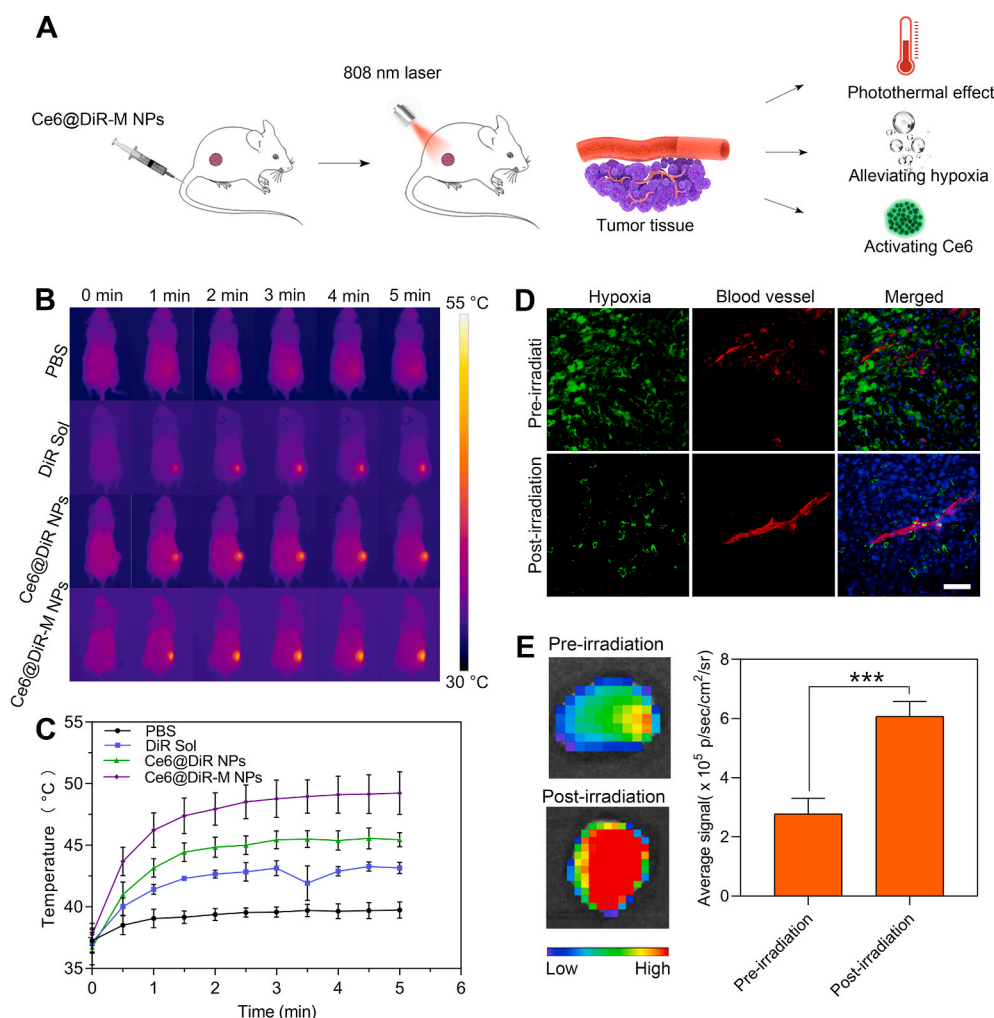 A
Ce6@DiR-M NPs
808 nm laser
Tumor tissue
Photothermal effect
Alleviating hypoxia
Activating Ce6
B
0 min 1 min 2 min 3 min 4 min 5 min
PBS
DiR Sol
Ce6@DiR NPs
Ce6@DiR-M NPs
55 °C
30 °C
C
PBS
DiR Sol
Ce6@DiR NPs
Ce6@DiR-M NPs
Temperature (°C)
55
50
45
40
35
0 1 2 3 4 5 6
Time (min)
D
Hypoxia Blood vessel Merged
Pre-irradiati
Post-irradiation
E
Pre-irradiation
Post-irradiation
Low High
Average signal( x 10⁵ p/sec/cm²/sr)
8
6
4
2
0
***
Pre-irradiation
Post-irradiation